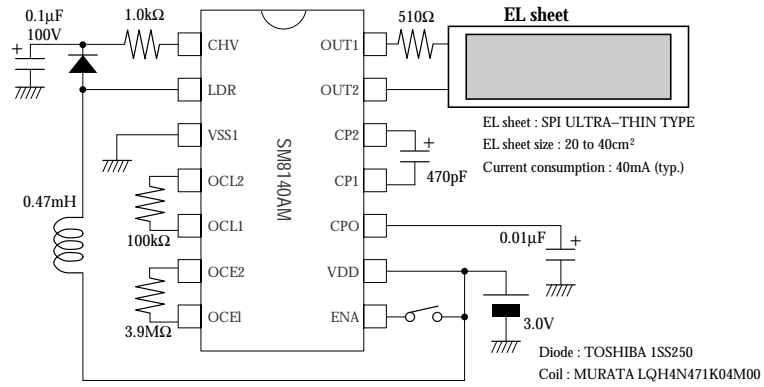 0.1μF
100V
+
1.0kΩ
CHV
LDR
VSS1
OCL2
OCL1
OCE2
OCE1
0.47mH
100kΩ
3.9MΩ
SM8140AM
OUT1
OUT2
CP2
CP1
CPO
VDD
ENA
510Ω
EL sheet
EL sheet : SPI ULTRA–THIN TYPE
EL sheet size : 20 to 40cm²
Current consumption : 40mA (typ.)
+
470pF
0.01μF
+
3.0V
Diode : TOSHIBA 1SS250
Coil : MURATA LQH4N471K04M00